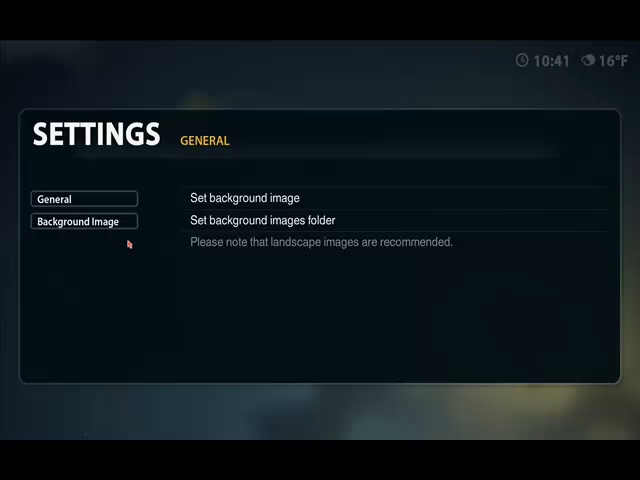 10:41 16°F
SETTINGS GENERAL
General
Background Image
Set background image
Set background images folder
Please note that landscape images are recommended.